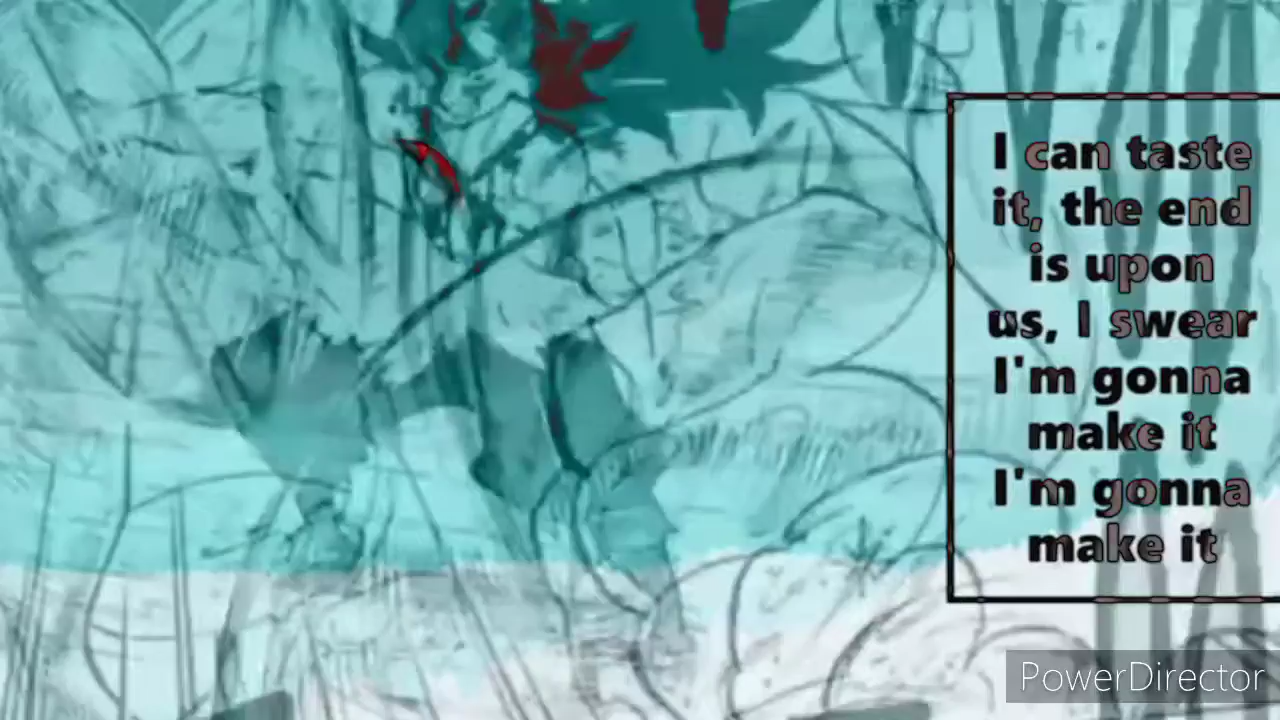 I can taste
it, the end
is upon
us, I swear
I'm gonna
make it
I'm gonna
make it
PowerDirector